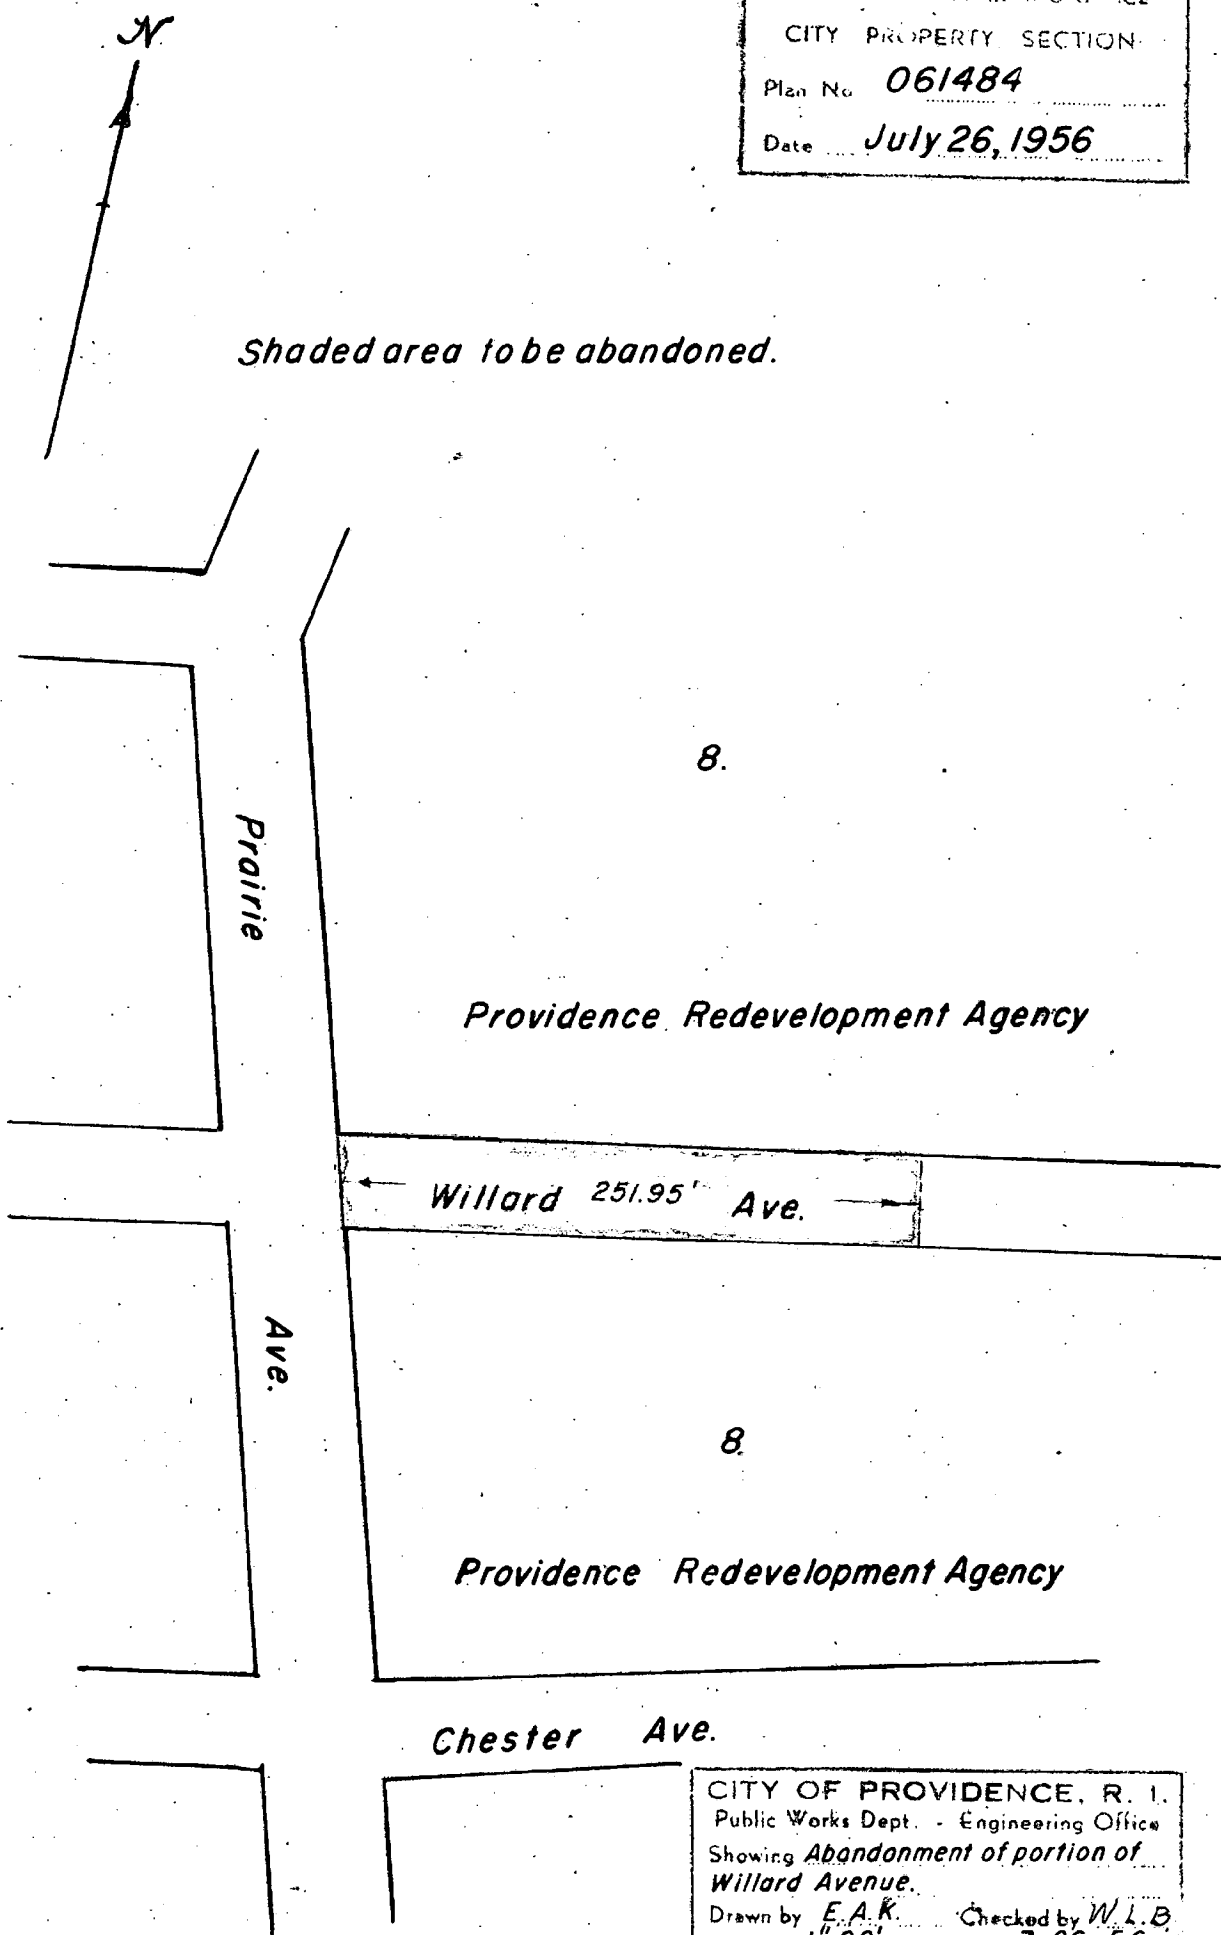 N
CITY PROPERTY SECTION
Plan No. 061484
Date July 26, 1956
Shaded area to be abandoned.
8.
Prairie
Providence Redevelopment Agency
Willard 251.95' Ave.
Ave.
8.
Providence Redevelopment Agency
Chester Ave.
CITY OF PROVIDENCE, R. I.
Public Works Dept. - Engineering Office
Showing Abandonment of portion of
Willard Avenue.
Drawn by E.A.K. Checked by W.L.B.